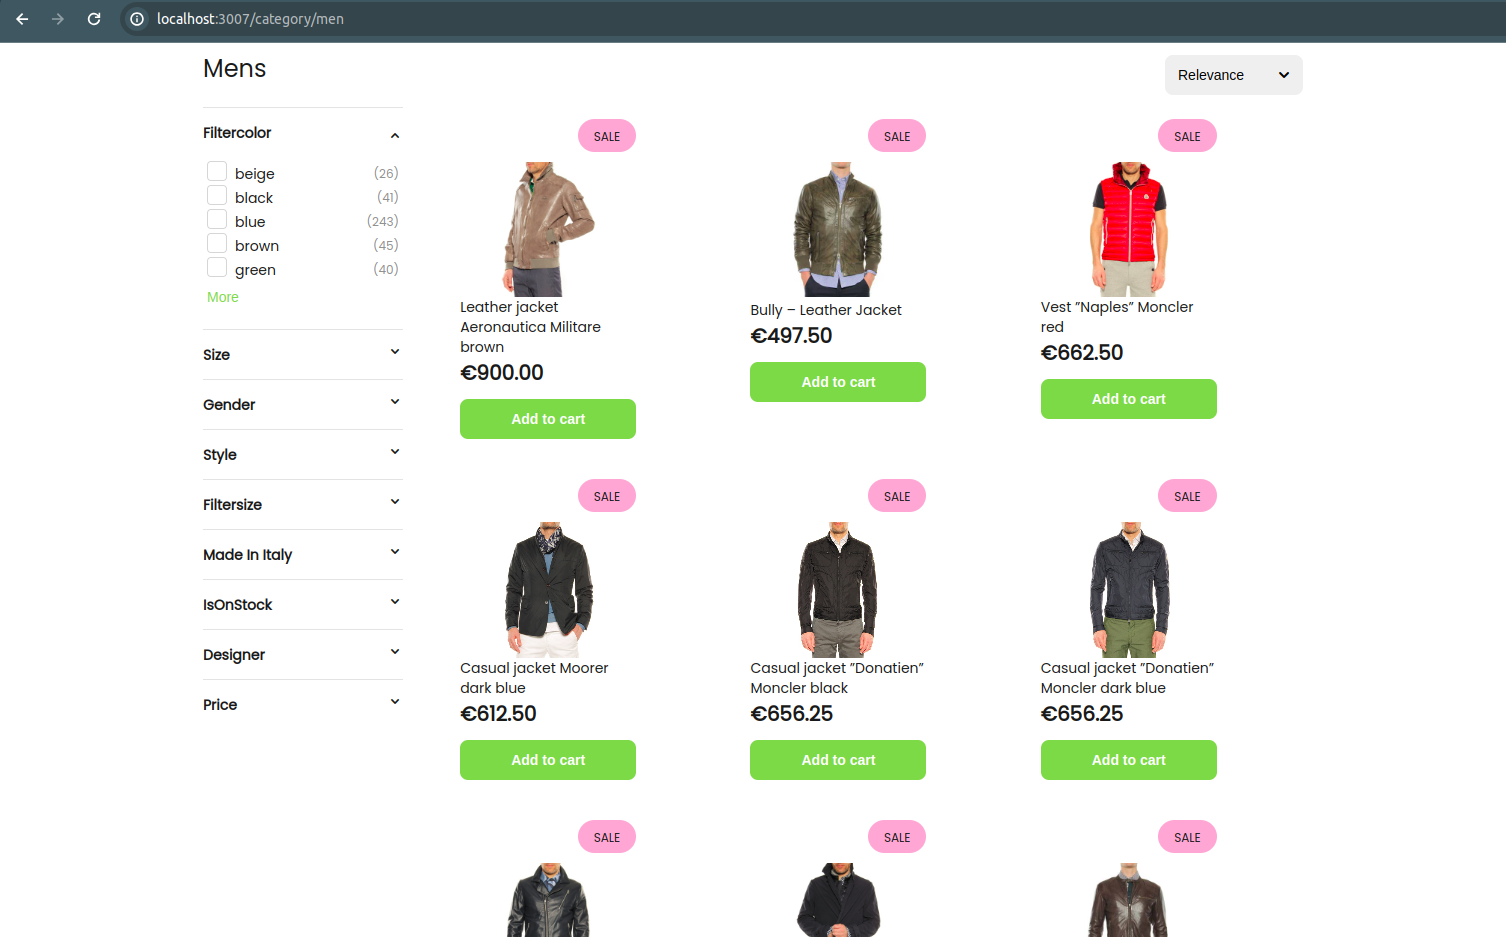 localhost:3007/category/men
Mens
Relevance
Filtercolor
beige (26)
black (41)
blue (243)
brown (45)
green (40)
More
Size
Gender
Style
Filtersize
Made In Italy
IsOnStock
Designer
Price
SALE
Leather jacket
Aeronautica Militare
brown
€900.00
Add to cart
SALE
Bully – Leather Jacket
€497.50
Add to cart
SALE
Vest ”Naples” Moncler
red
€662.50
Add to cart
SALE
Casual jacket Moorer
dark blue
€612.50
Add to cart
SALE
Casual jacket ”Donatien”
Moncler black
€656.25
Add to cart
SALE
Casual jacket ”Donatien”
Moncler dark blue
€656.25
Add to cart
SALE
SALE
SALE